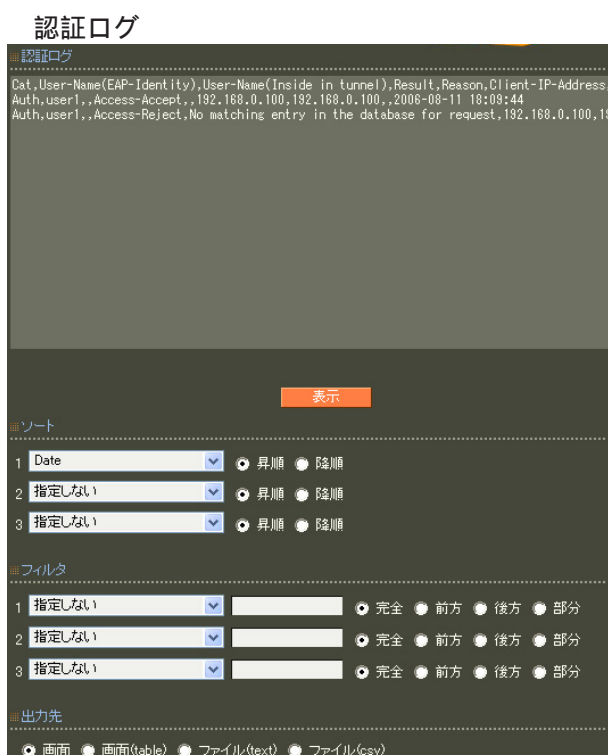 認証ログ
認証ログ
Cat,User-Name(EAP-Identity),User-Name(Inside in tunnel),Result,Reason,Client-IP-Address,
Auth,user1,,Access-Accept,,192.168.0.100,192.168.0.100,,2006-08-11 18:09:44
Auth,user1,,Access-Reject,No matching entry in the database for request,192.168.0.100,19
表示
ソート
1 Date 昇順 降順
2 指定しない 昇順 降順
3 指定しない 昇順 降順
フィルタ
1 指定しない 完全 前方 後方 部分
2 指定しない 完全 前方 後方 部分
3 指定しない 完全 前方 後方 部分
出力先
画面 画面(table) ファイル(text) ファイル(csv)